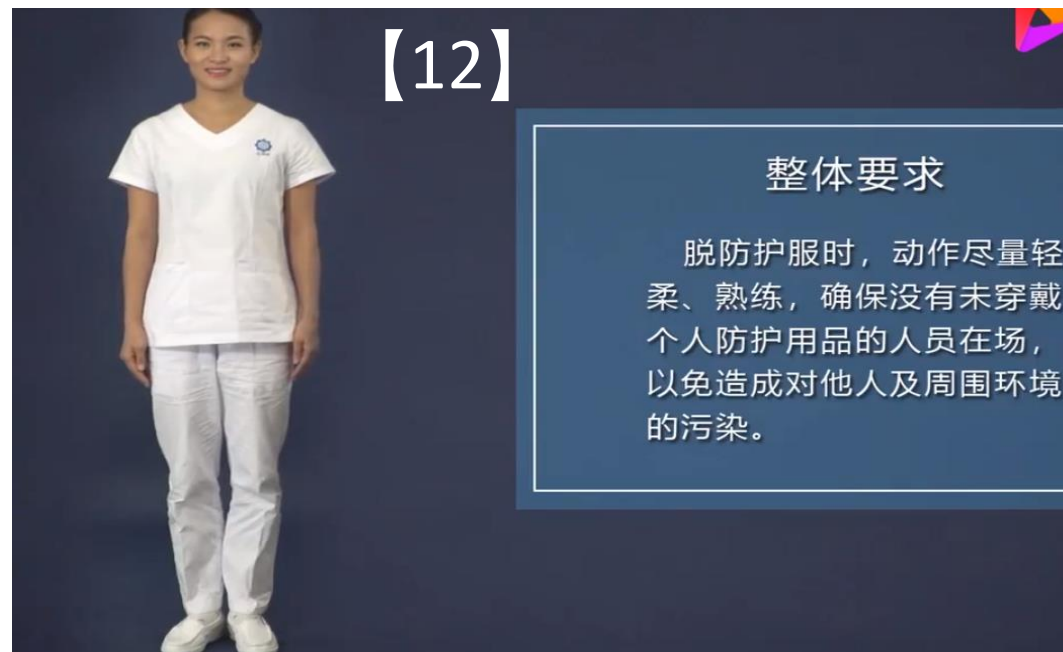 【12】
整体要求
脱防护服时，动作尽量轻
柔、熟练，确保没有未穿戴
个人防护用品的人员在场，
以免造成对他人及周围环境
的污染。